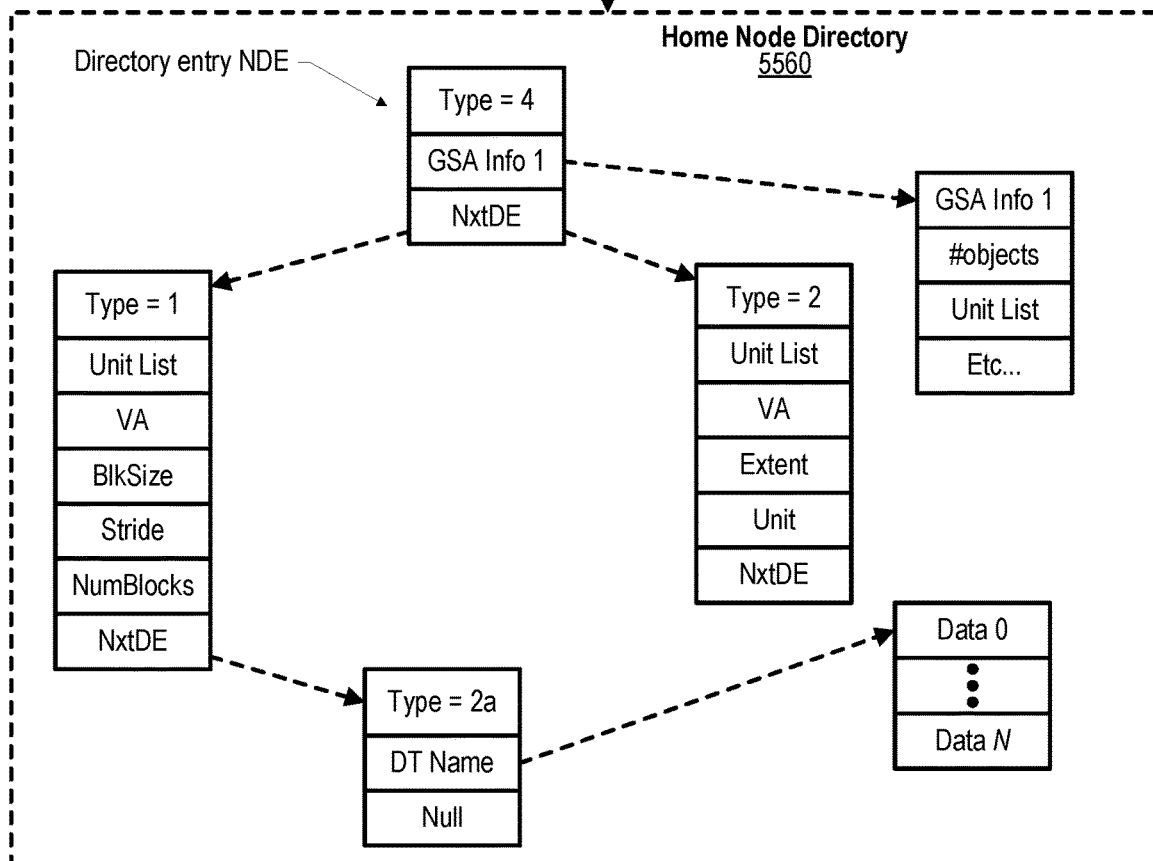 Home Node Directory
5560
Directory entry NDE
Type = 4
GSA Info 1
NxtDE
GSA Info 1
#objects
Unit List
Etc...
Type = 1
Unit List
VA
BlkSize
Stride
NumBlocks
NxtDE
Type = 2
Unit List
VA
Extent
Unit
NxtDE
Type = 2a
DT Name
Null
Data 0
Data N